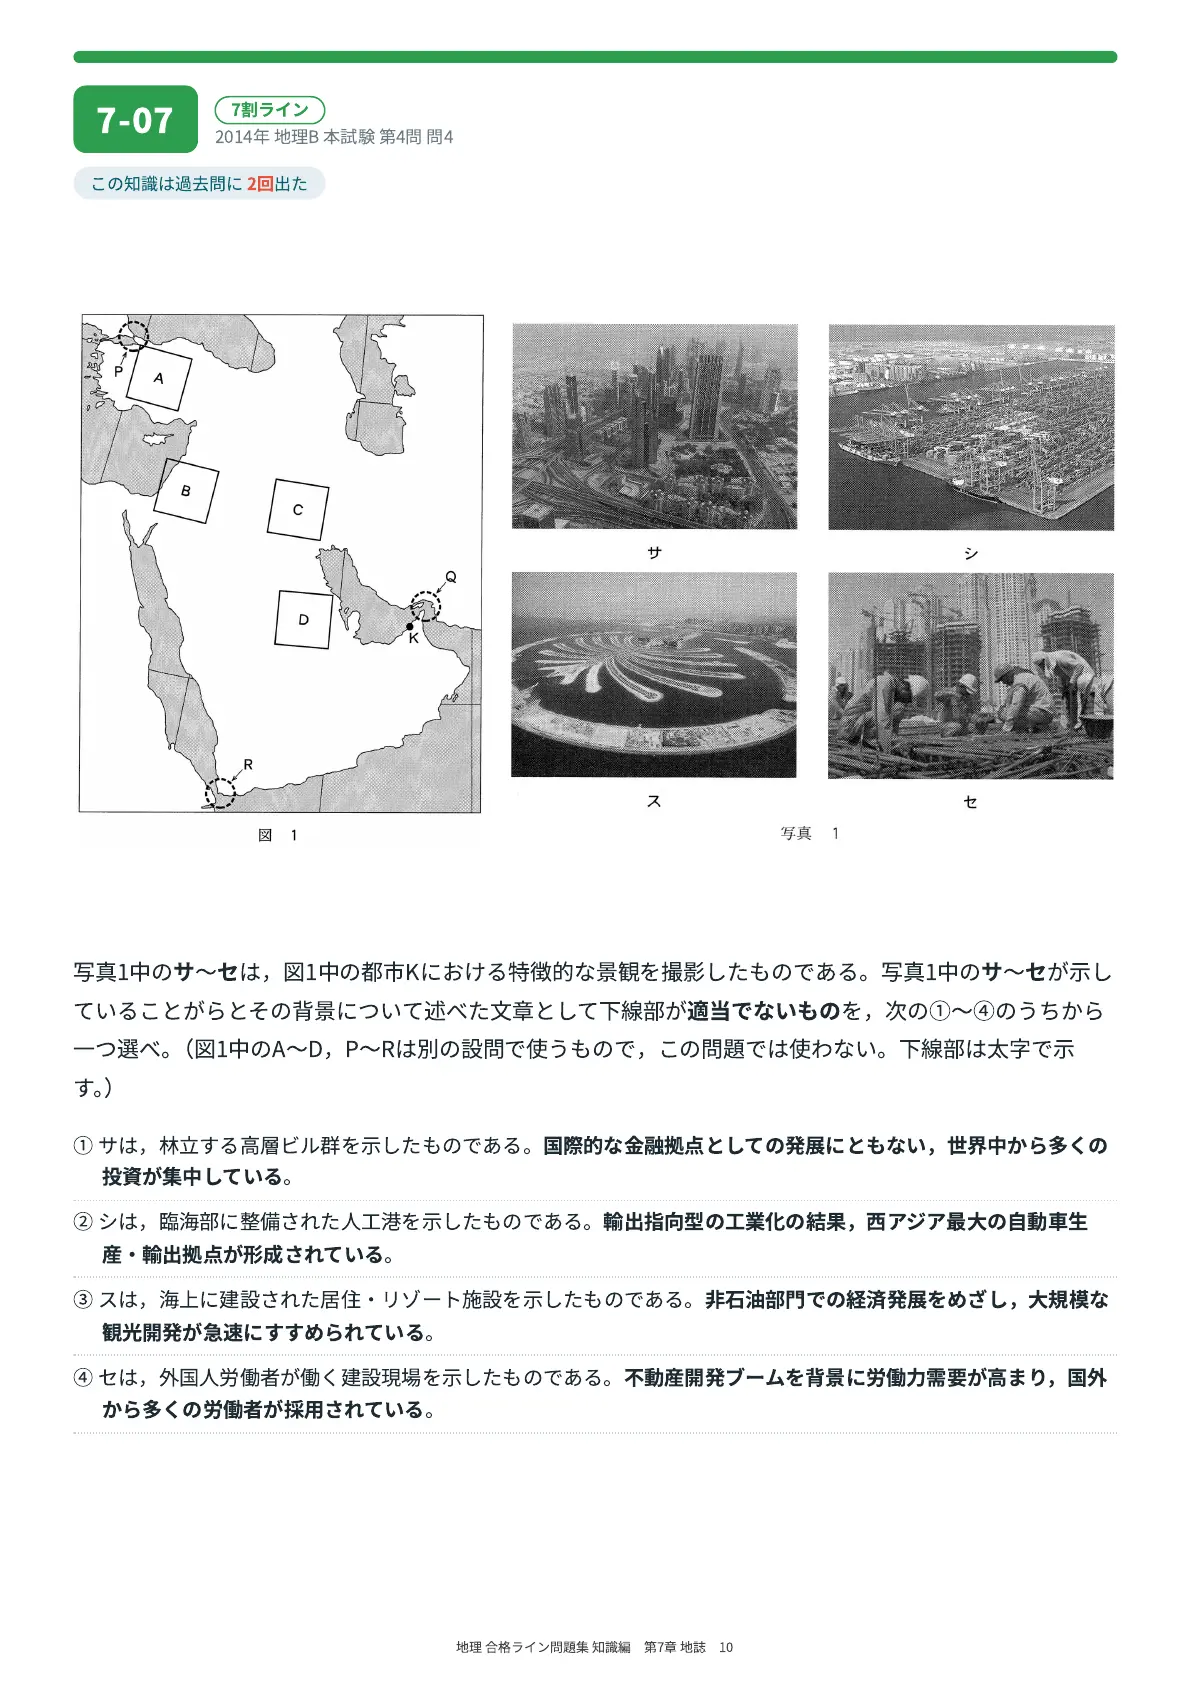 7-07
7割ライン
2014年 地理B 本試験 第4問 問4
この知識は過去問に 2回出た
P
A
B
C
D
Q
K
R
図 1
サ
シ
ス
セ
写真 1
写真1中のサ～セは，図1中の都市Kにおける特徴的な景観を撮影したものである。写真1中のサ～セが示し
ていることがらとその背景について述べた文章として下線部が適当でないものを，次の①～④のうちから
一つ選べ。（図1中のA～D，P～Rは別の設問で使うもので，この問題では使わない。下線部は太字で示
す。）
① サは，林立する高層ビル群を示したものである。国際的な金融拠点としての発展にともない，世界中から多くの
投資が集中している。
② シは，臨海部に整備された人工港を示したものである。輸出指向型の工業化の結果，西アジア最大の自動車生
産・輸出拠点が形成されている。
③ スは，海上に建設された居住・リゾート施設を示したものである。非石油部門での経済発展をめざし，大規模な
観光開発が急速にすすめられている。
④ セは，外国人労働者が働く建設現場を示したものである。不動産開発ブームを背景に労働力需要が高まり，国外
から多くの労働者が採用されている。
地理 合格ライン問題集 知識編 第7章 地誌 10